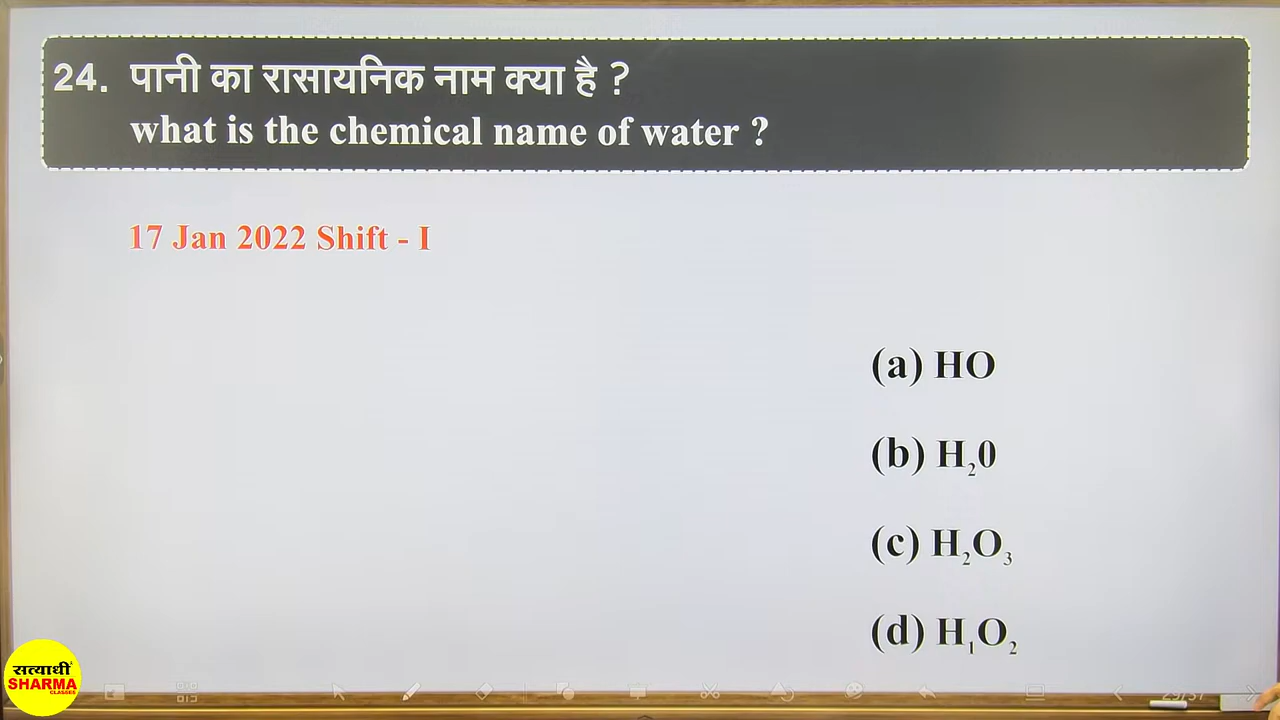 24. पानी का रासायनिक नाम क्या है ?
what is the chemical name of water ?
17 Jan 2022 Shift - I
(a) HO
(b) H₂0
(c) H₂O₃
(d) H₁O₂
सत्यार्थी
SHARMA
CLASSES